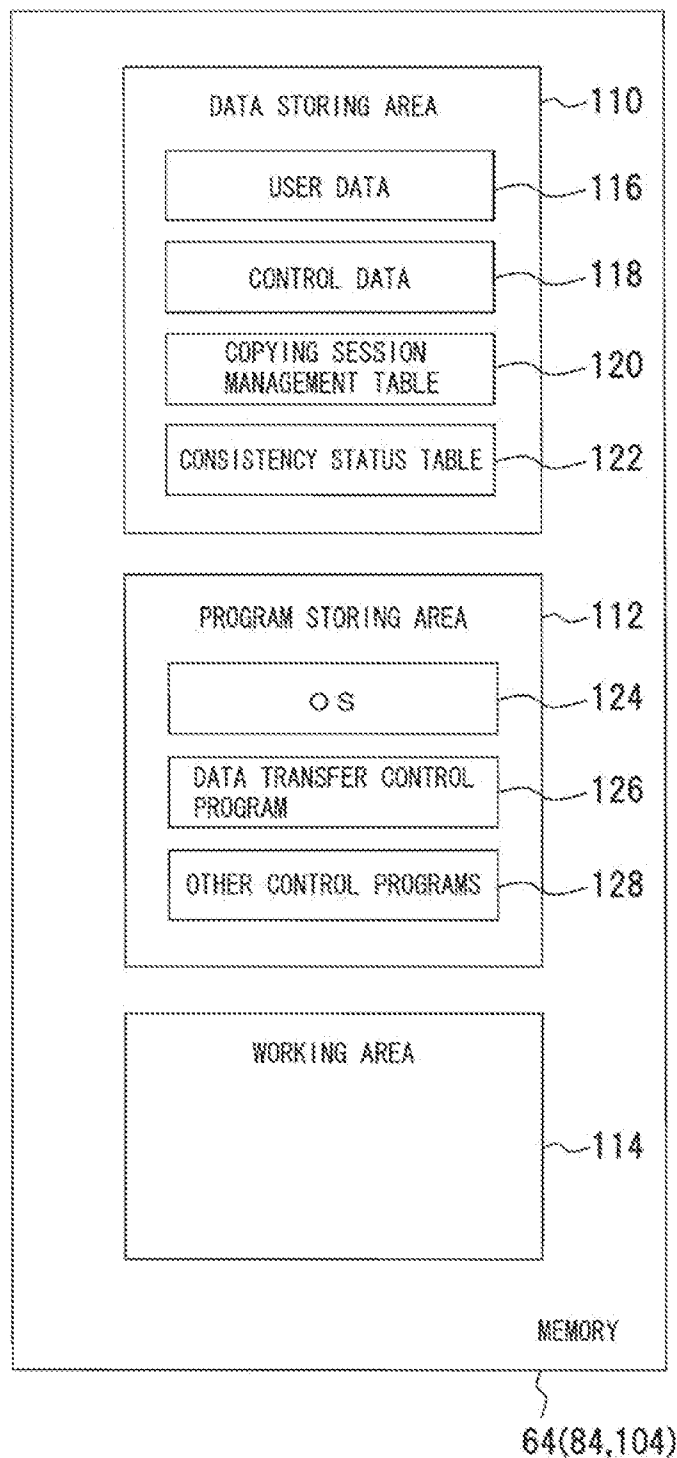 DATA STORING AREA
110
USER DATA
116
CONTROL DATA
118
COPYING SESSION
MANAGEMENT TABLE
120
CONSISTENCY STATUS TABLE
122
PROGRAM STORING AREA
112
OS
124
DATA TRANSFER CONTROL
PROGRAM
126
OTHER CONTROL PROGRAMS
128
WORKING AREA
114
MEMORY
64(84,104)